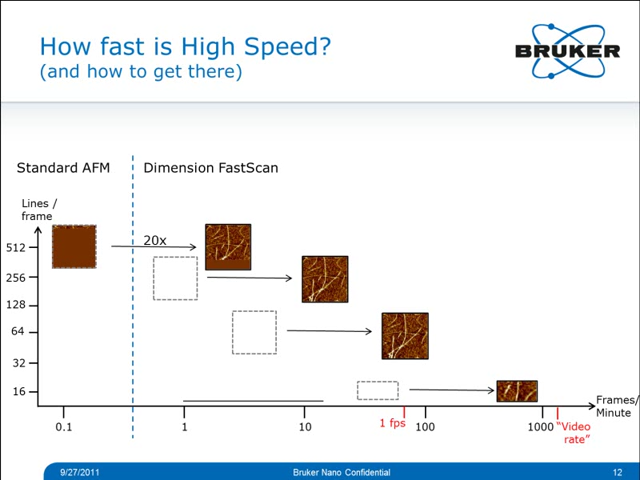 How fast is High Speed?
(and how to get there)
BRUKER
Standard AFM
Dimension FastScan
Lines /
frame
20x
512
256
128
64
32
16
0.1
1
10
1 fps
100
1000
Frames/
Minute
“Video
rate”
9/27/2011
Bruker Nano Confidential
12